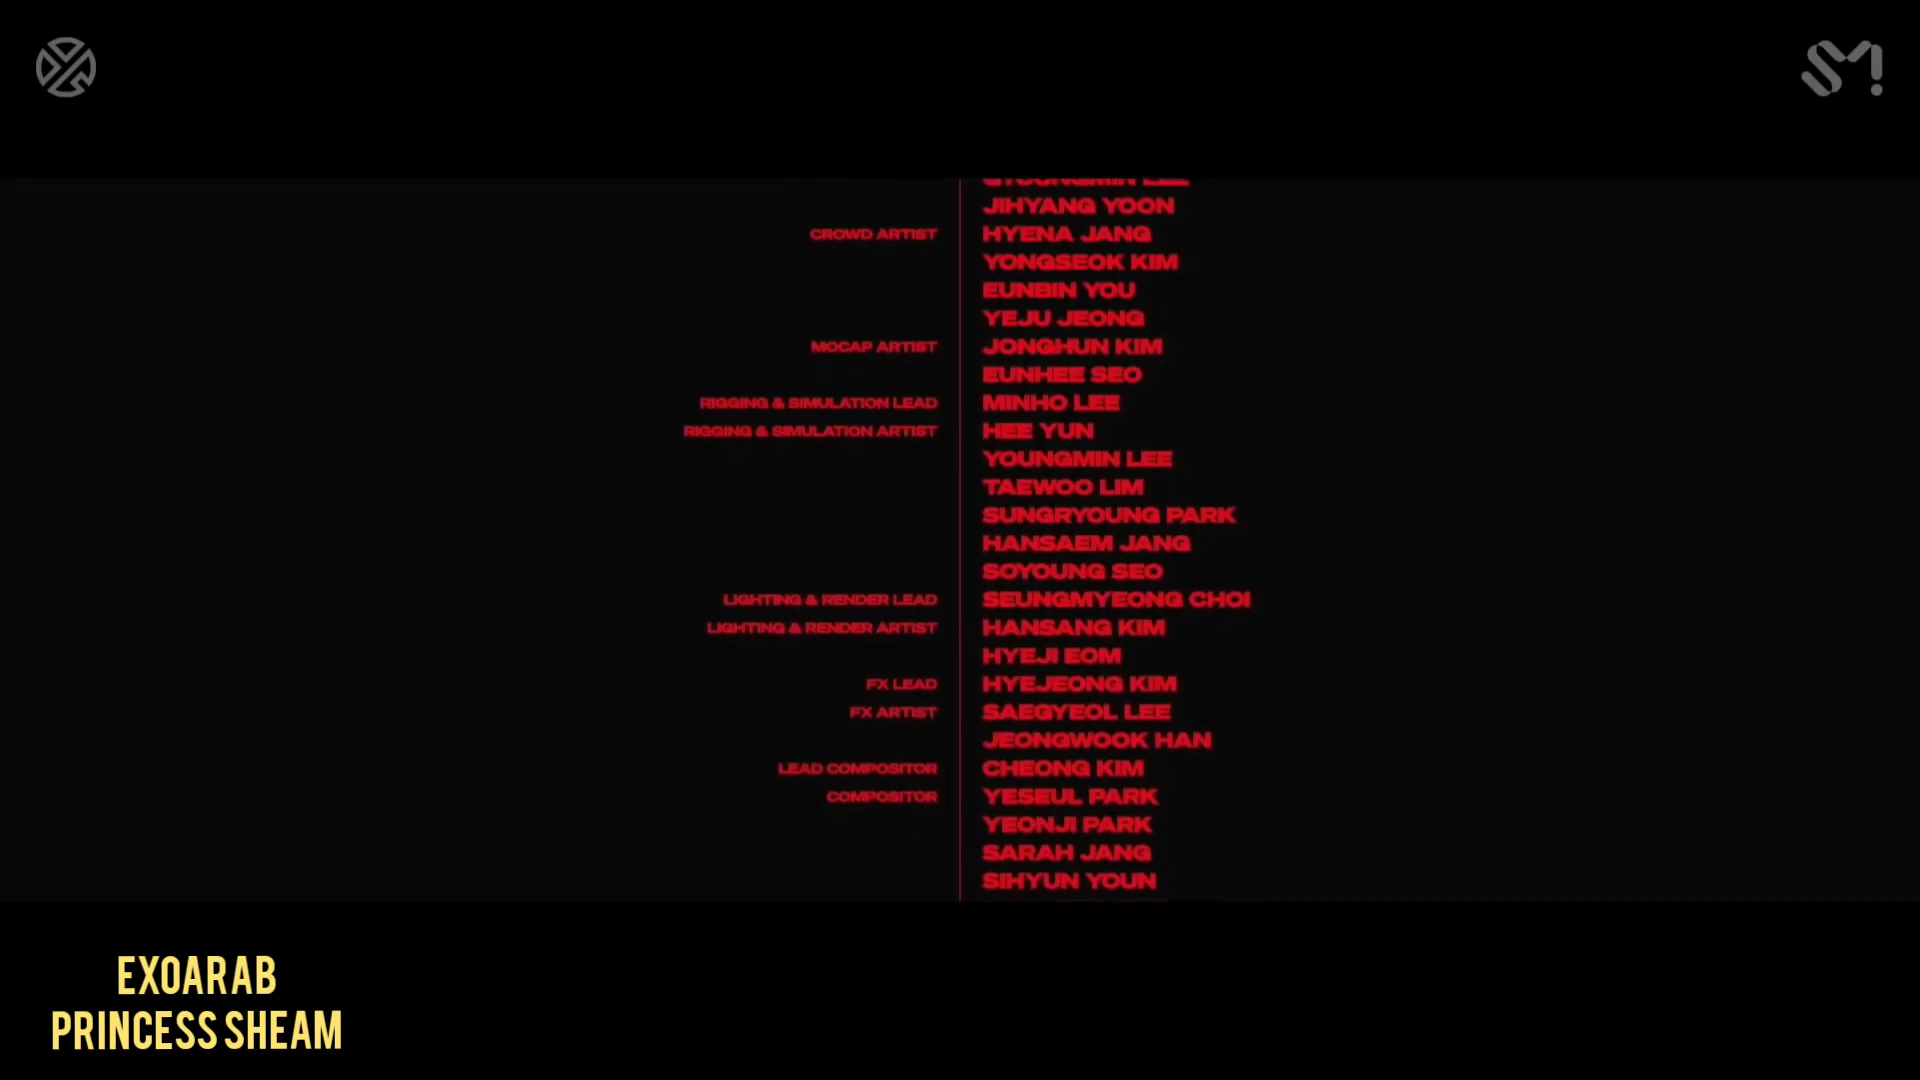 SM!
JIHYANG YOON
CROWD ARTIST HYENA JANG
YONGSEOK KIM
EUNBIN YOU
YEJU JEONG
MOCAP ARTIST JONGHUN KIM
EUNHEE SEO
RIGGING & SIMULATION LEAD MINHO LEE
RIGGING & SIMULATION ARTIST HEE YUN
YOUNGMIN LEE
TAEWOO LIM
SUNGRYOUNG PARK
HANSAEM JANG
SOYOUNG SEO
LIGHTING & RENDER LEAD SEUNGMYEONG CHOI
LIGHTING & RENDER ARTIST HANSANG KIM
HYEJI EOM
FX LEAD HYEJEONG KIM
FX ARTIST SAEGYEOL LEE
JEONGWOOK HAN
LEAD COMPOSITOR CHEONG KIM
COMPOSITOR YESEUL PARK
YEONJI PARK
SARAH JANG
SIHYUN YOUN
EXOARAB
PRINCESS SHEAM